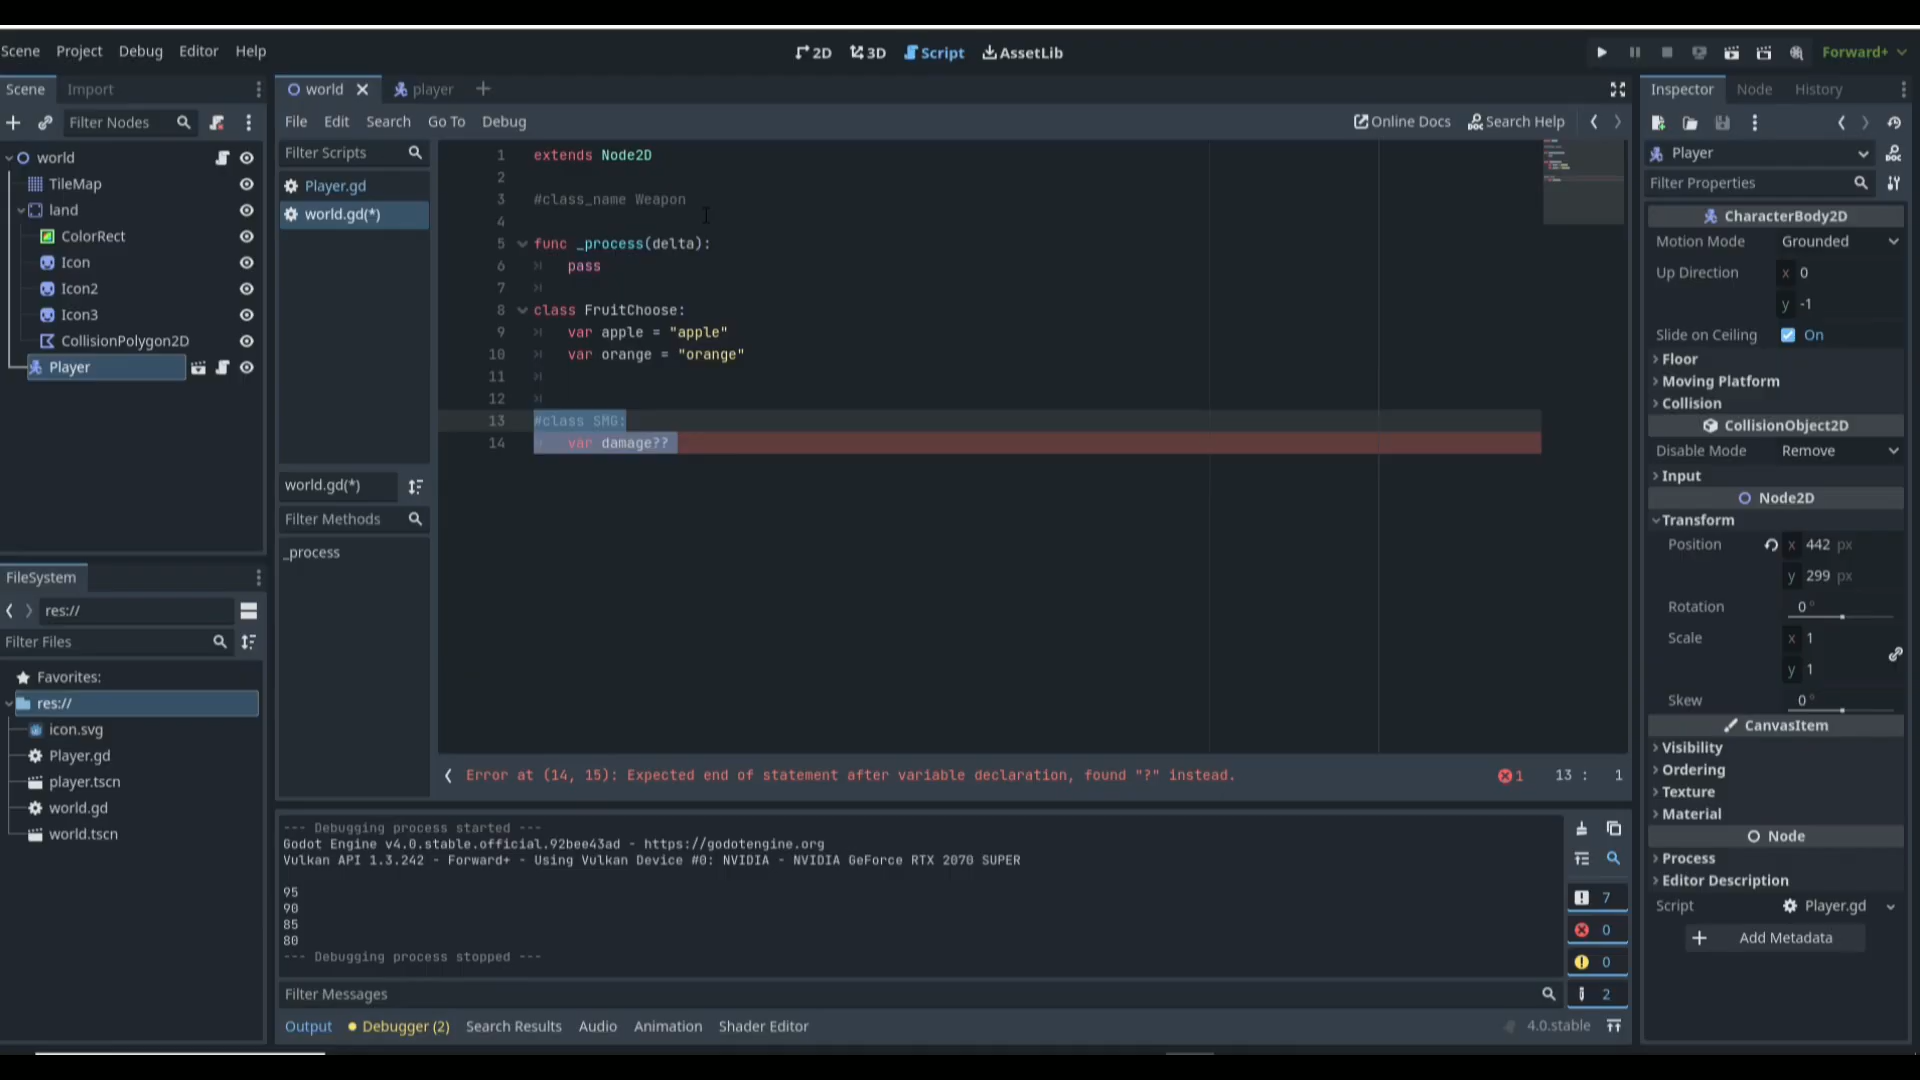 Scene Project Debug Editor Help
2D 3D Script AssetLib
Forward+
Scene Import
Filter Nodes
world
TileMap
land
ColorRect
Icon
Icon2
Icon3
CollisionPolygon2D
Player
FileSystem
res://
Filter Files
Favorites:
res://
icon.svg
Player.gd
player.tscn
world.gd
world.tscn
world player
File Edit Search Go To Debug
Online Docs Search Help
Filter Scripts
Player.gd
world.gd(*)
world.gd(*)
Filter Methods
_process
1 extends Node2D
2
3 #class_name Weapon
4
5 func _process(delta):
6 pass
7
8 class FruitChoose:
9 var apple = "apple"
10 var orange = "orange"
11
12
13 #class SMG:
14 var damage??
Error at (14, 15): Expected end of statement after variable declaration, found "?" instead.
1 13 : 1
--- Debugging process started ---
Godot Engine v4.0.stable.official.92bee43ad - https://godotengine.org
Vulkan API 1.3.242 - Forward+ - Using Vulkan Device #0: NVIDIA - NVIDIA GeForce RTX 2070 SUPER
95
90
85
80
--- Debugging process stopped ---
7
0
0
2
Filter Messages
Output Debugger (2) Search Results Audio Animation Shader Editor
4.0.stable
Inspector Node History
Player
Filter Properties
CharacterBody2D
Motion Mode Grounded
Up Direction x 0
y -1
Slide on Ceiling On
Floor
Moving Platform
Collision
CollisionObject2D
Disable Mode Remove
Input
Node2D
Transform
Position x 442 px
y 299 px
Rotation 0 °
Scale x 1
y 1
Skew 0 °
CanvasItem
Visibility
Ordering
Texture
Material
Node
Process
Editor Description
Script Player.gd
Add Metadata